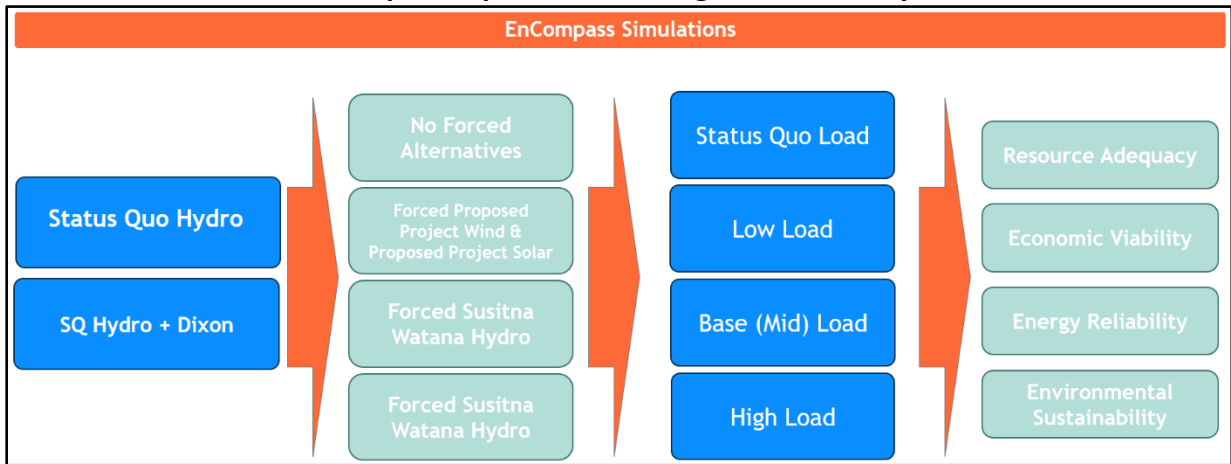 EnCompass Simulations
Status Quo Hydro
SQ Hydro + Dixon
No Forced
Alternatives
Forced Proposed
Project Wind &
Proposed Project Solar
Forced Susitna
Watana Hydro
Forced Susitna
Watana Hydro
Status Quo Load
Low Load
Base (Mid) Load
High Load
Resource Adequacy
Economic Viability
Energy Reliability
Environmental
Sustainability